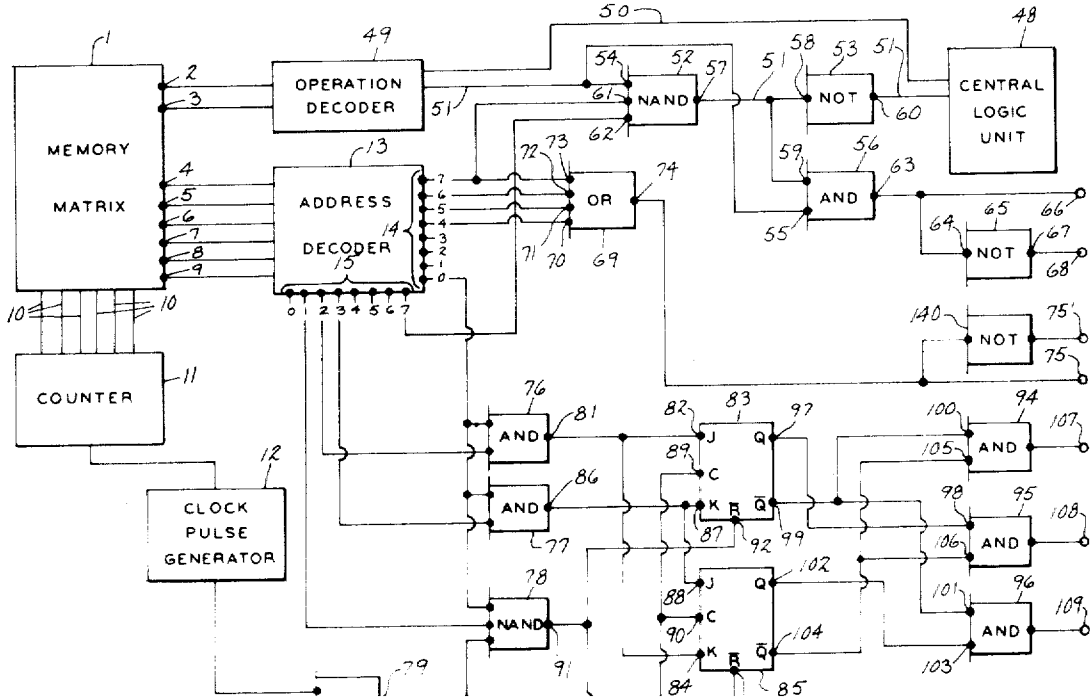 1
49
50
48
2
3
OPERATION
DECODER
51
54
61
62
52
NAND
57
51
58
53
NOT
60
51
CENTRAL
LOGIC
UNIT
MEMORY
MATRIX
4
5
6
7
8
9
13
ADDRESS
DECODER
14
15
7
6
5
4
3
2
1
0
0 2 3 4 5 6 7
73
72
71
70
OR
69
74
59
55
56
AND
63
66
64
65
NOT
67
68
140
NOT
75'
75
10
10
COUNTER
11
12
CLOCK
PULSE
GENERATOR
76
AND
81
86
AND
77
78
NAND
91
79
82
83
97
J Q
89
C
K R̅ Q̅
87
92
99
88
102
J Q
C
90
K R̅ Q̅
84
104
85
100
94
107
AND
105
98
95
108
AND
106
101
96
109
AND
103